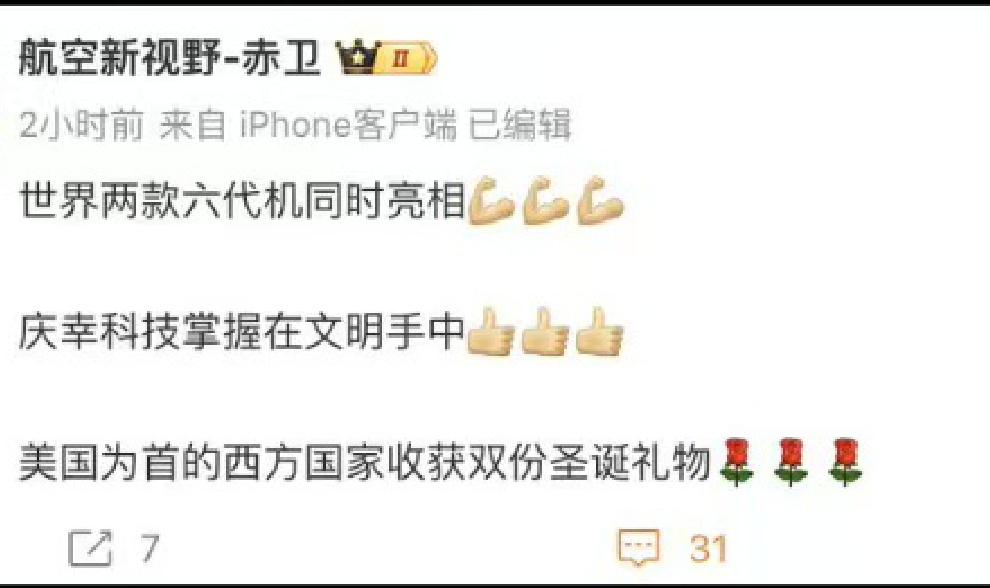 航空新视野-赤卫 II
2小时前 来自 iPhone客户端 已编辑
世界两款六代机同时亮相💪🏼💪🏼💪🏼
庆幸科技掌握在文明手中👍🏼👍🏼👍🏼
美国为首的西方国家收获双份圣诞礼物🌹🌹🌹
7 31